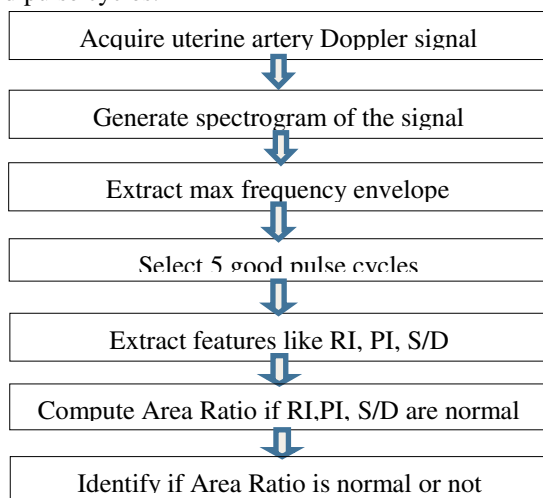 Acquire uterine artery Doppler signal
Generate spectrogram of the signal
Extract max frequency envelope
Select 5 good pulse cycles
Extract features like RI, PI, S/D
Compute Area Ratio if RI,PI, S/D are normal
Identify if Area Ratio is normal or not